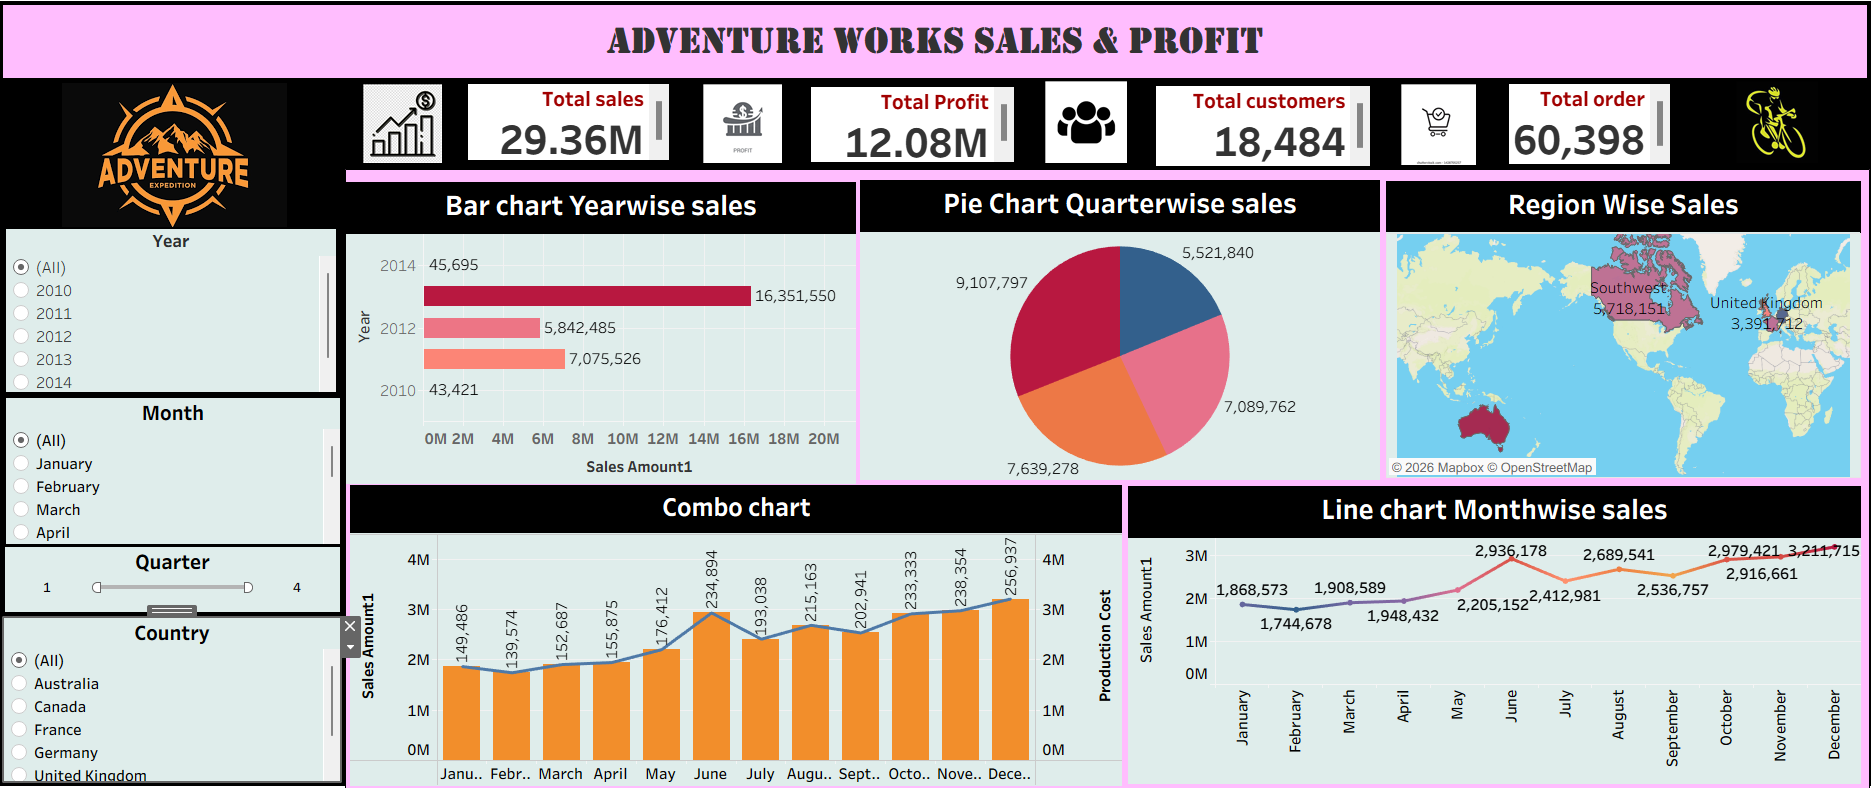 ADVENTURE WORKS SALES & PROFIT
ADVENTURE
EXPEDITION
Total sales
29.36M
PROFIT
Total Profit
12.08M
Total customers
18,484
Total order
60,398
Year
(All)
2010
2011
2012
2013
2014
Month
(All)
January
February
March
April
Quarter
1
4
Country
(All)
Australia
Canada
France
Germany
United Kingdom
Bar chart Yearwise sales
Year
2014
45,695
16,351,550
2012
5,842,485
7,075,526
2010
43,421
0M 2M 4M 6M 8M 10M 12M 14M 16M 18M 20M
Sales Amount1
Pie Chart Quarterwise sales
5,521,840
9,107,797
7,089,762
7,639,278
Region Wise Sales
Southwest
5,718,151
United Kingdom
3,391,712
© 2026 Mapbox © OpenStreetMap
Combo chart
Sales Amount1
4M
3M
2M
1M
0M
149,486
139,574
152,687
155,875
176,412
234,894
193,038
215,163
202,941
233,333
238,354
256,937
4M
3M
2M
1M
0M
Production Cost
Janu.. Febr.. March April May June July Augu.. Sept.. Octo.. Nove.. Dece..
Line chart Monthwise sales
Sales Amount1
3M
2M
1M
0M
1,868,573
1,744,678
1,908,589
1,948,432
2,205,152
2,936,178
2,412,981
2,689,541
2,536,757
2,979,421
2,916,661
3,211,715
January
February
March
April
May
June
July
August
September
October
November
December